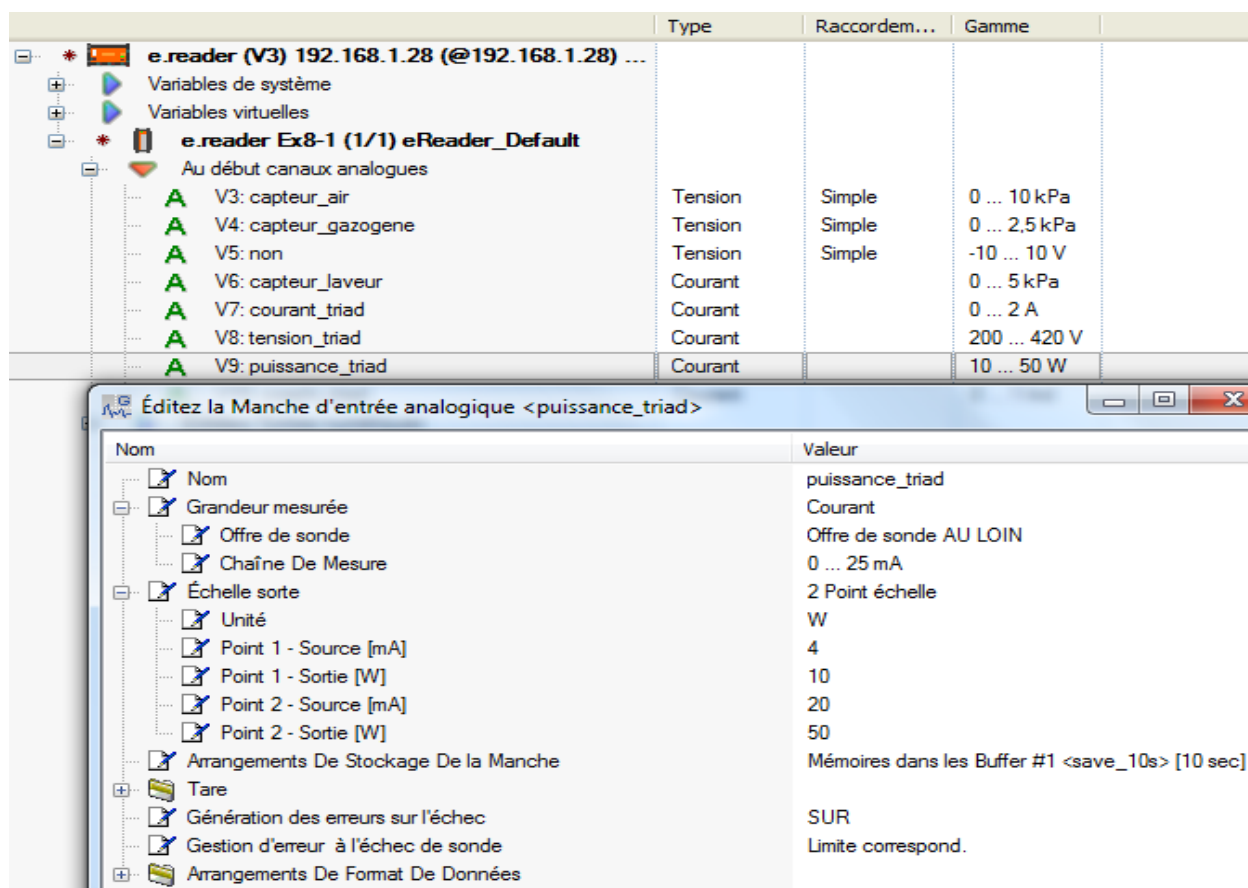 Type Raccordem... Gamme
e.reader (V3) 192.168.1.28 (@192.168.1.28) ...
Variables de système
Variables virtuelles
e.reader Ex8-1 (1/1) eReader_Default
Au début canaux analogues
A V3: capteur_air Tension Simple 0 ... 10 kPa
A V4: capteur_gazogene Tension Simple 0 ... 2,5 kPa
A V5: non Tension Simple -10 ... 10 V
A V6: capteur_laveur Courant 0 ... 5 kPa
A V7: courant_triad Courant 0 ... 2 A
A V8: tension_triad Courant 200 ... 420 V
A V9: puissance_triad Courant 10 ... 50 W
Éditez la Manche d'entrée analogique <puissance_triad>
Nom Valeur
Nom puissance_triad
Grandeur mesurée Courant
Offre de sonde Offre de sonde AU LOIN
Chaîne De Mesure 0 ... 25 mA
Échelle sorte 2 Point échelle
Unité W
Point 1 - Source [mA] 4
Point 1 - Sortie [W] 10
Point 2 - Source [mA] 20
Point 2 - Sortie [W] 50
Arrangements De Stockage De la Manche Mémoires dans les Buffer #1 <save_10s> [10 sec]
Tare
Génération des erreurs sur l'échec SUR
Gestion d'erreur à l'échec de sonde Limite correspond.
Arrangements De Format De Données